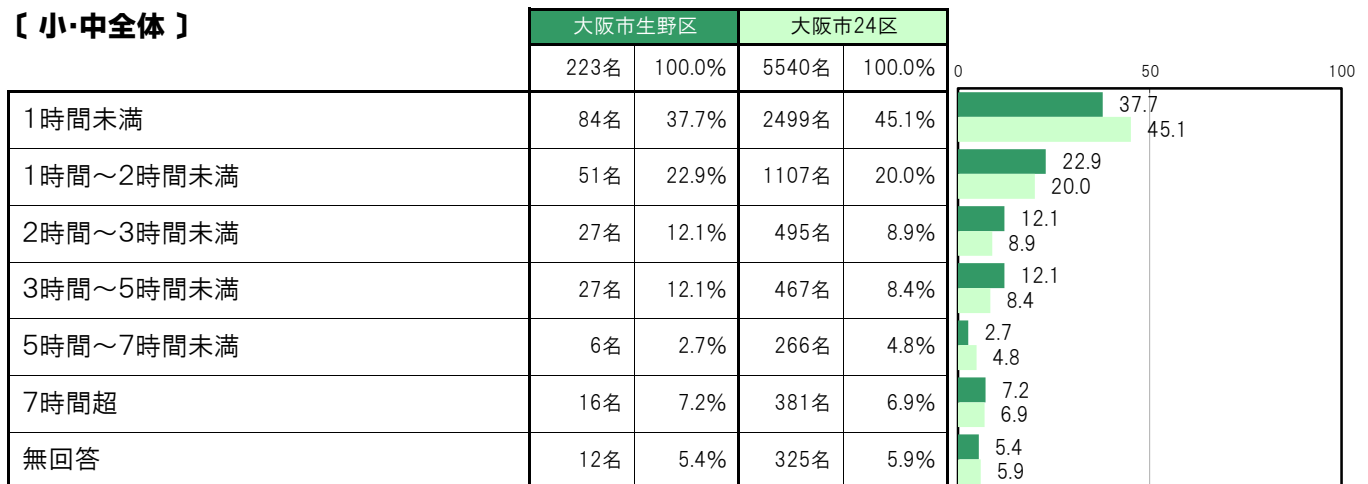 〔 小・中全体 〕
大阪市生野区 大阪市24区
223名 100.0% 5540名 100.0% 0 50 100
1時間未満 84名 37.7% 2499名 45.1% 37.7
45.1
1時間～2時間未満 51名 22.9% 1107名 20.0% 22.9
20.0
2時間～3時間未満 27名 12.1% 495名 8.9% 12.1
8.9
3時間～5時間未満 27名 12.1% 467名 8.4% 12.1
8.4
5時間～7時間未満 6名 2.7% 266名 4.8% 2.7
4.8
7時間超 16名 7.2% 381名 6.9% 7.2
6.9
無回答 12名 5.4% 325名 5.9% 5.4
5.9